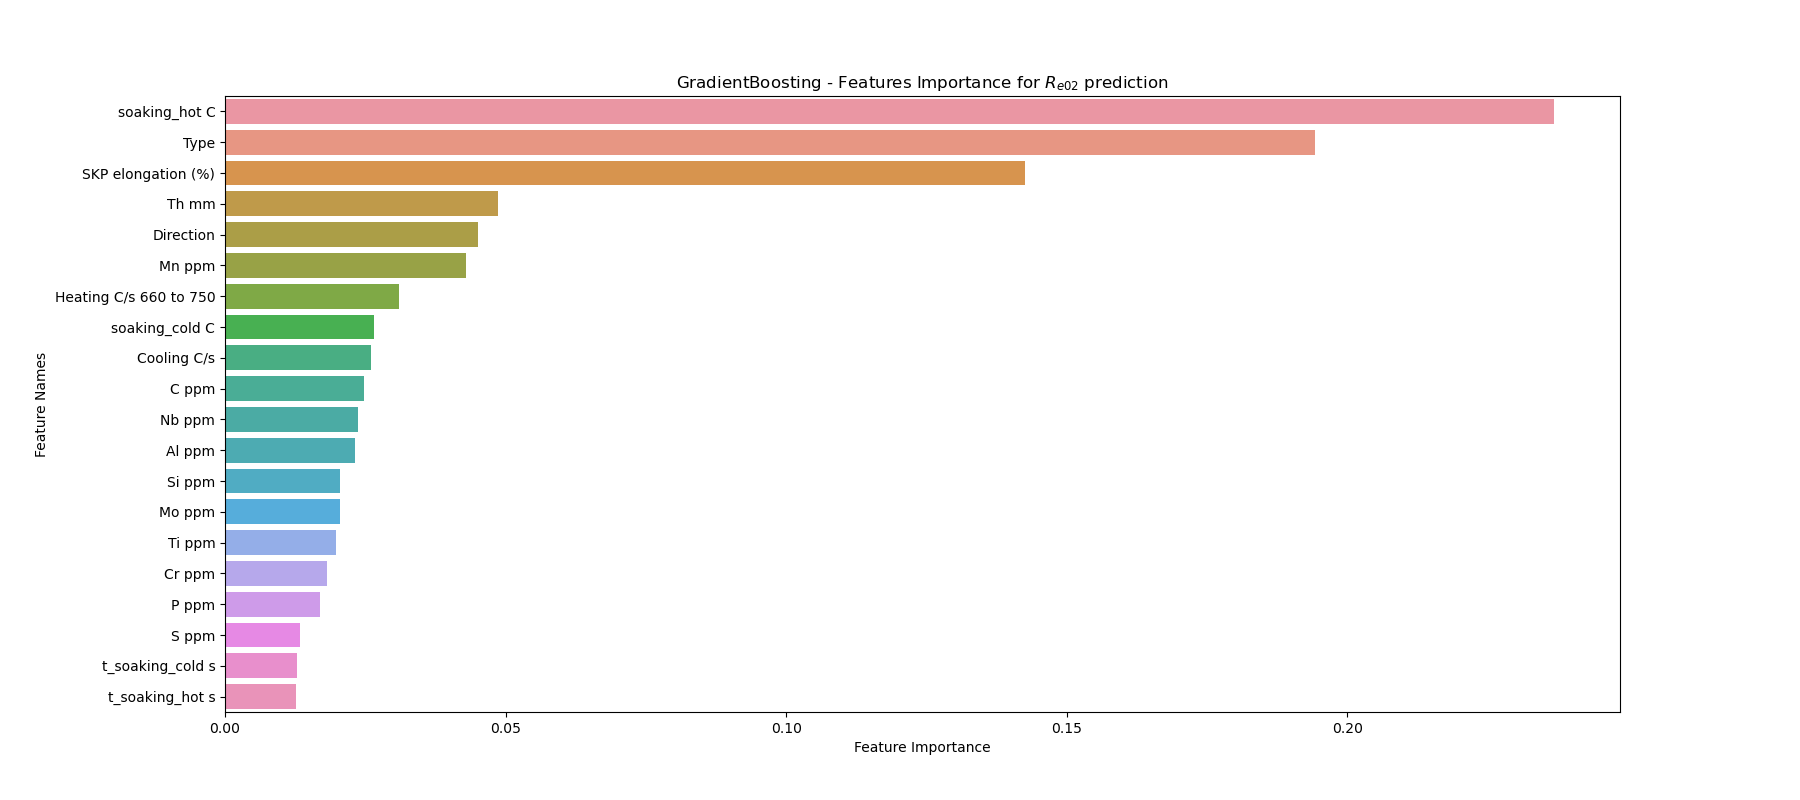 GradientBoosting - Features Importance for Re02 prediction
soaking_hot C
Type
SKP elongation (%)
Th mm
Direction
Mn ppm
Heating C/s 660 to 750
soaking_cold C
Cooling C/s
C ppm
Nb ppm
Al ppm
Si ppm
Mo ppm
Ti ppm
Cr ppm
P ppm
S ppm
t_soaking_cold s
t_soaking_hot s
Feature Names
0.00 0.05 0.10 0.15 0.20
Feature Importance